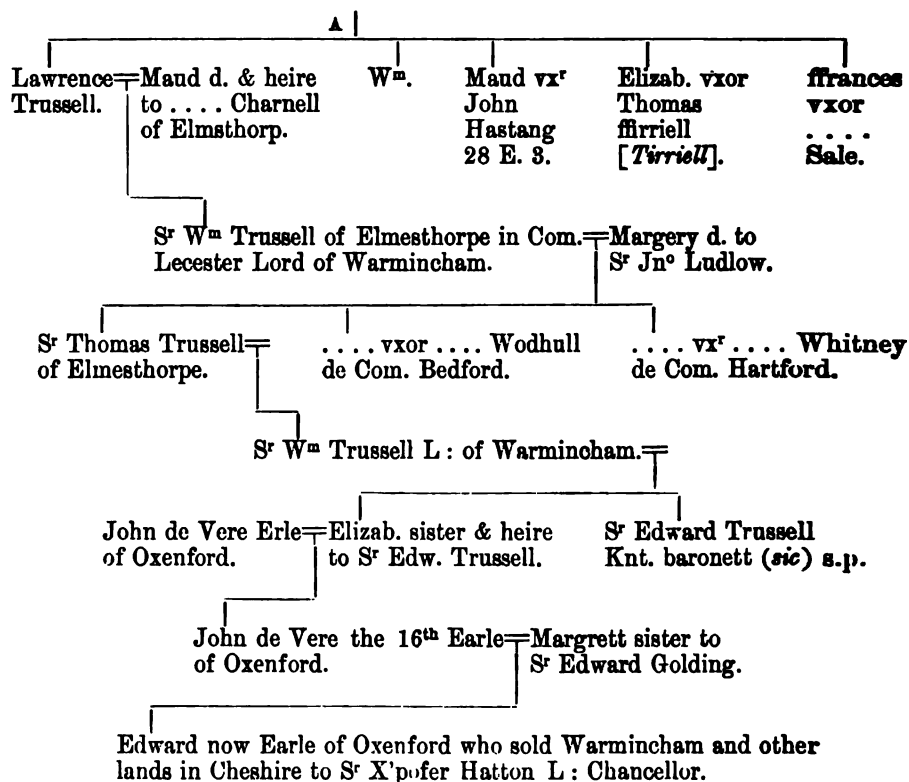 A
Lawrence = Maud d. & heire Wᵐ. Maud vxʳ Elizab. vxor ffrances
Trussell. to . . . . Charnell John Thomas vxor
of Elmsthorp. Hastang ffirriell . . . .
28 E. 3. [Tirriell]. Sale.
Sʳ Wᵐ Trussell of Elmesthorpe in Com. = Margery d. to
Lecester Lord of Warmincham. Sʳ Jnº Ludlow.
Sʳ Thomas Trussell = . . . . vxor . . . . Wodhull . . . . vxʳ . . . . Whitney
of Elmesthorpe. de Com. Bedford. de Com. Hartford.
Sʳ Wᵐ Trussell L : of Warmincham. =
John de Vere Erle = Elizab. sister & heire Sʳ Edward Trussell
of Oxenford. to Sʳ Edw. Trussell. Knt. baronett (sic) s.p.
John de Vere the 16ᵗʰ Earle = Margrett sister to
of Oxenford. Sʳ Edward Golding.
Edward now Earle of Oxenford who sold Warmincham and other
lands in Cheshire to Sʳ X'pofer Hatton L : Chancellor.